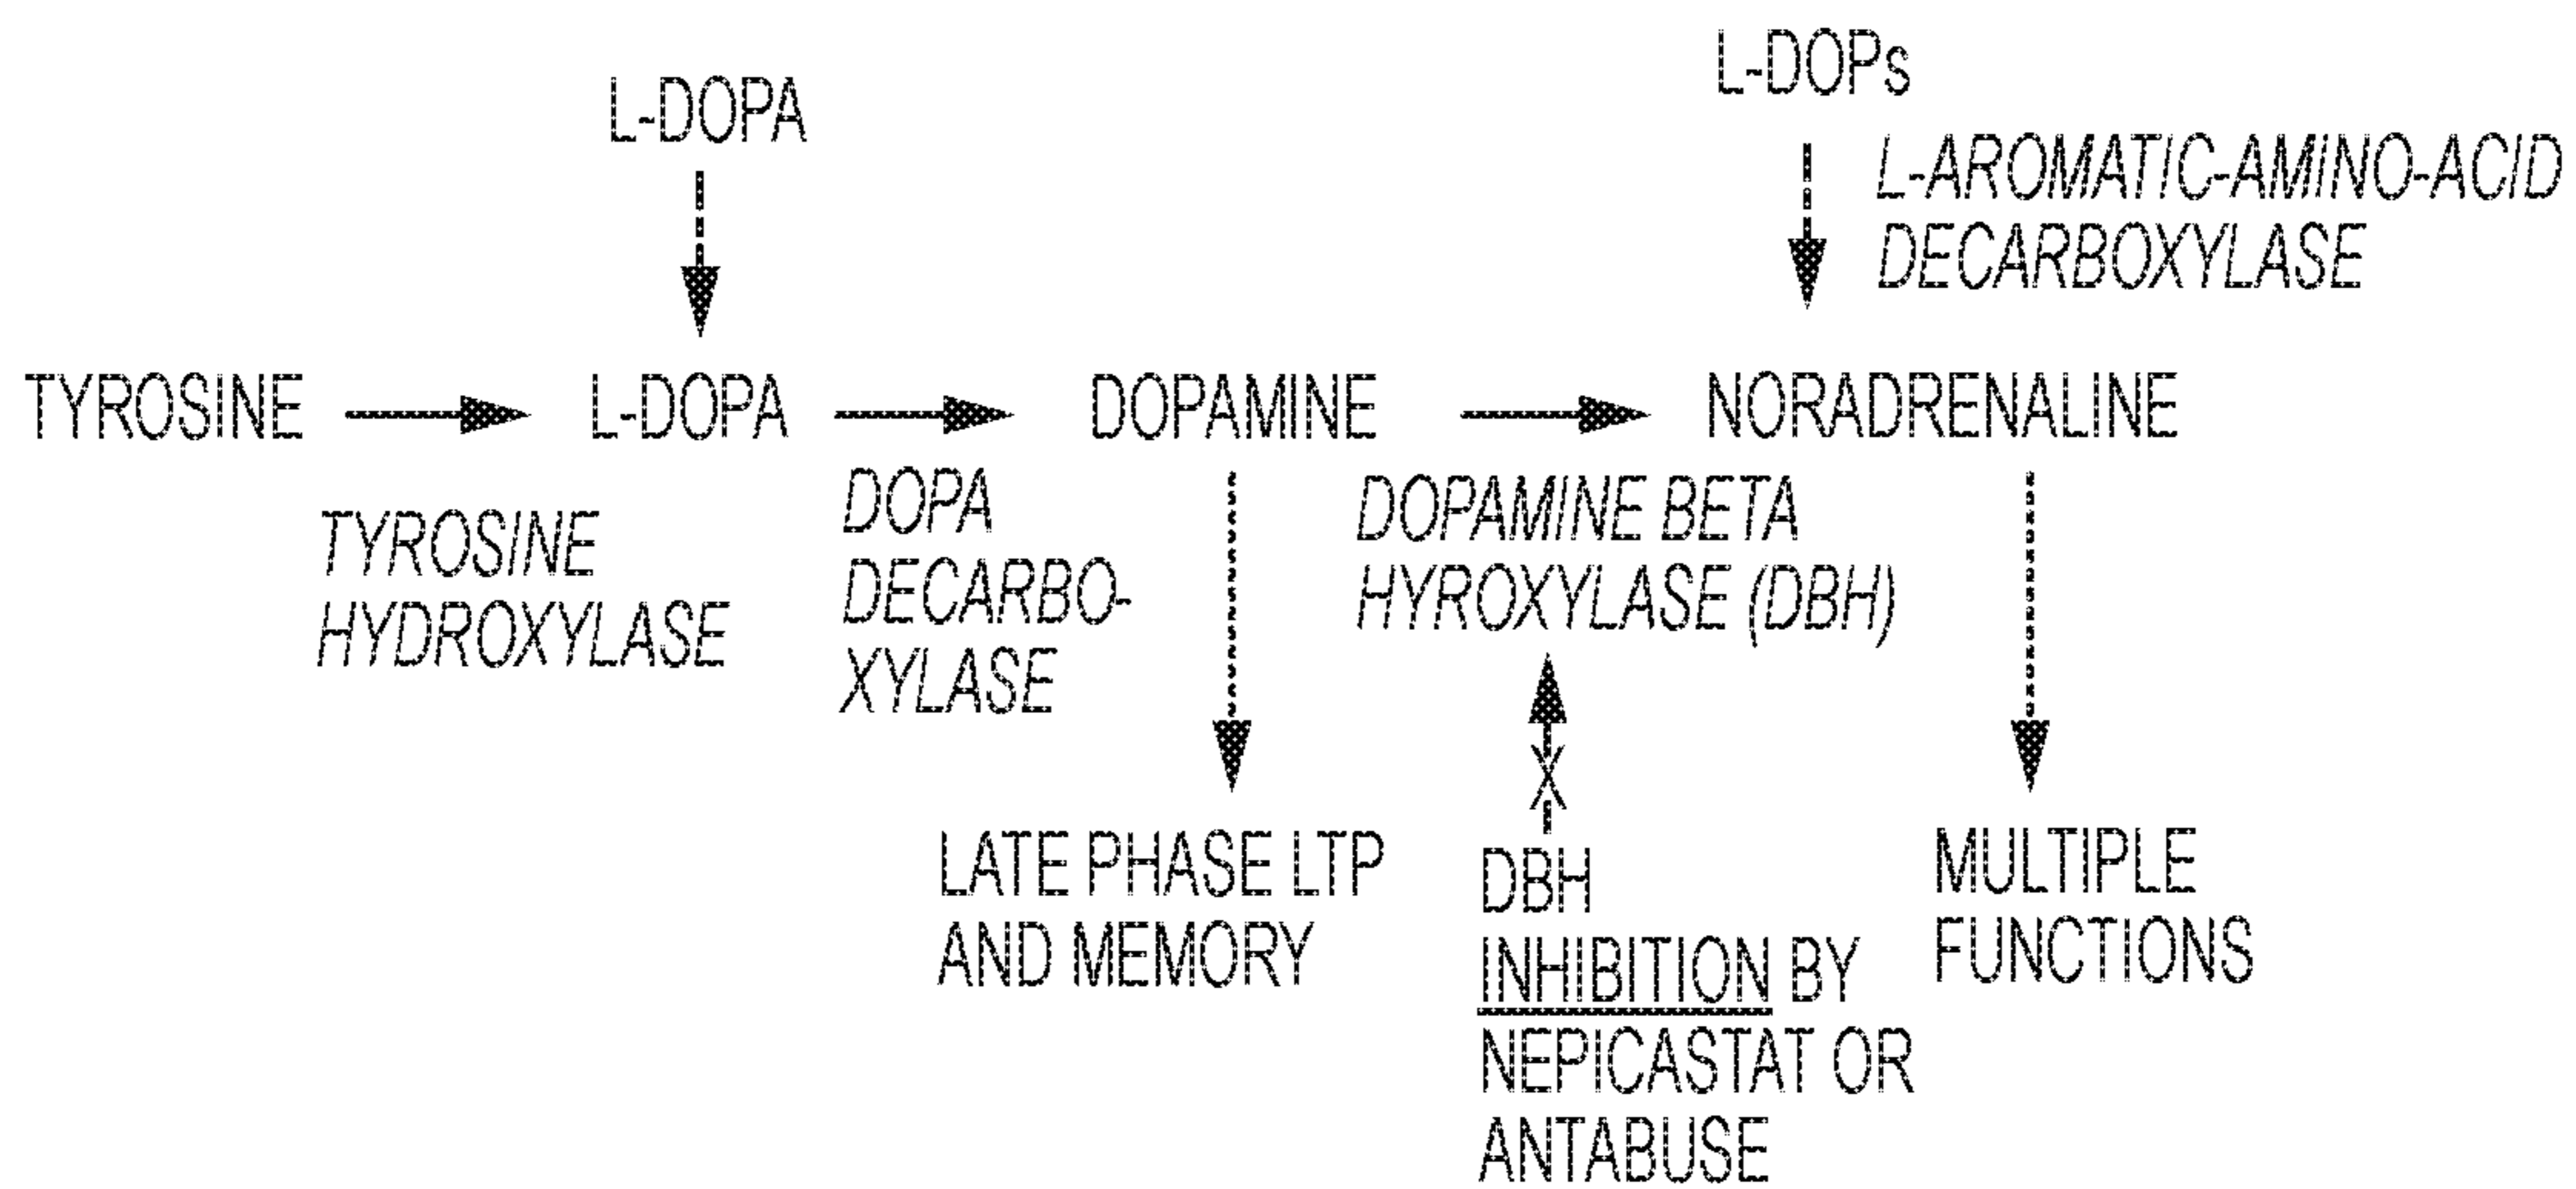 L-DOPA
L-DOPs
L-AROMATIC-AMINO-ACID
DECARBOXYLASE
TYROSINE
L-DOPA
DOPAMINE
NORADRENALINE
TYROSINE
HYDROXYLASE
DOPA
DECARBO-
XYLASE
DOPAMINE BETA
HYROXYLASE (DBH)
X
LATE PHASE LTP
AND MEMORY
DBH
INHIBITION BY
NEPICASTAT OR
ANTABUSE
MULTIPLE
FUNCTIONS